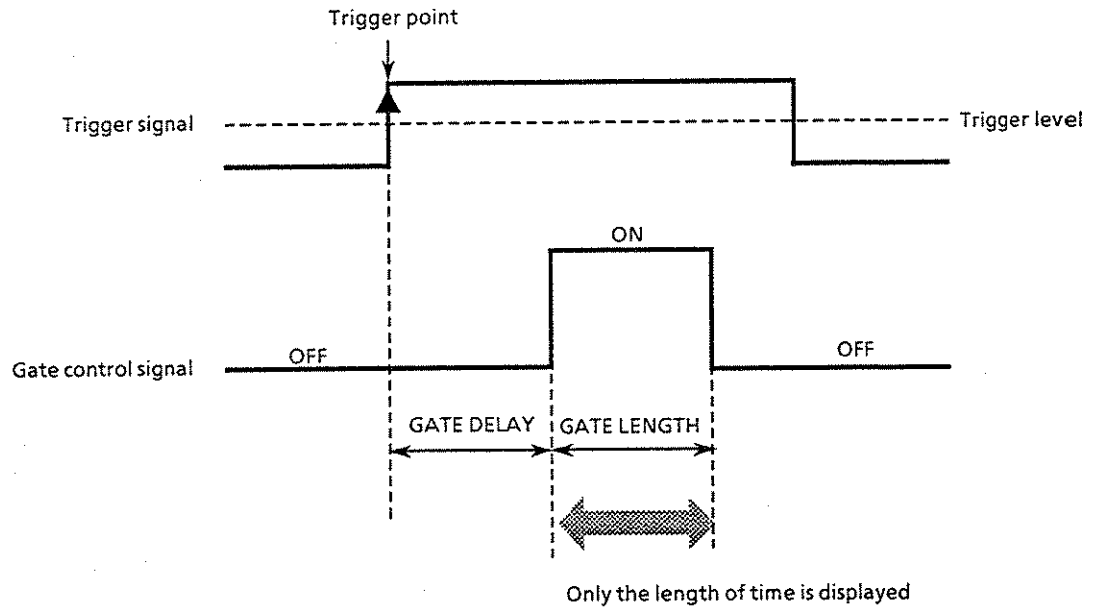 Trigger point
Trigger signal
Trigger level
ON
Gate control signal
OFF
OFF
GATE DELAY
GATE LENGTH
Only the length of time is displayed